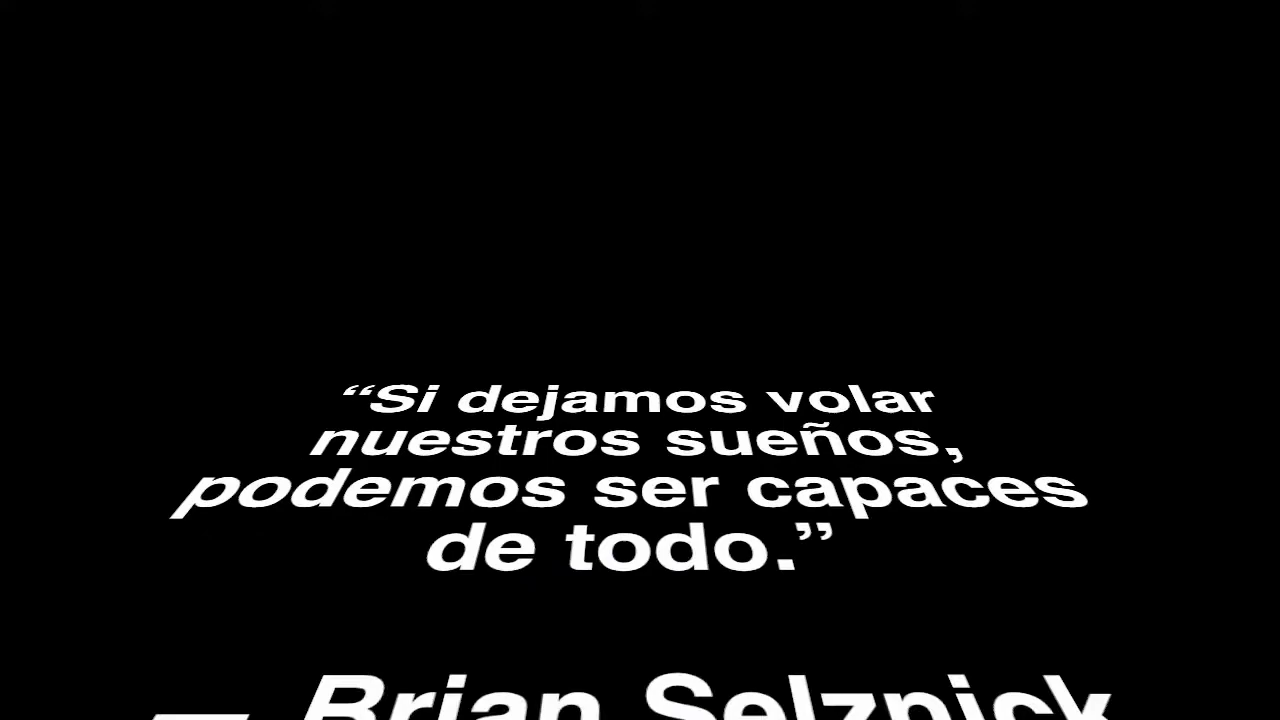 “Si dejamos volar
nuestros sueños,
podemos ser capaces
de todo.”
— Brian Selznick